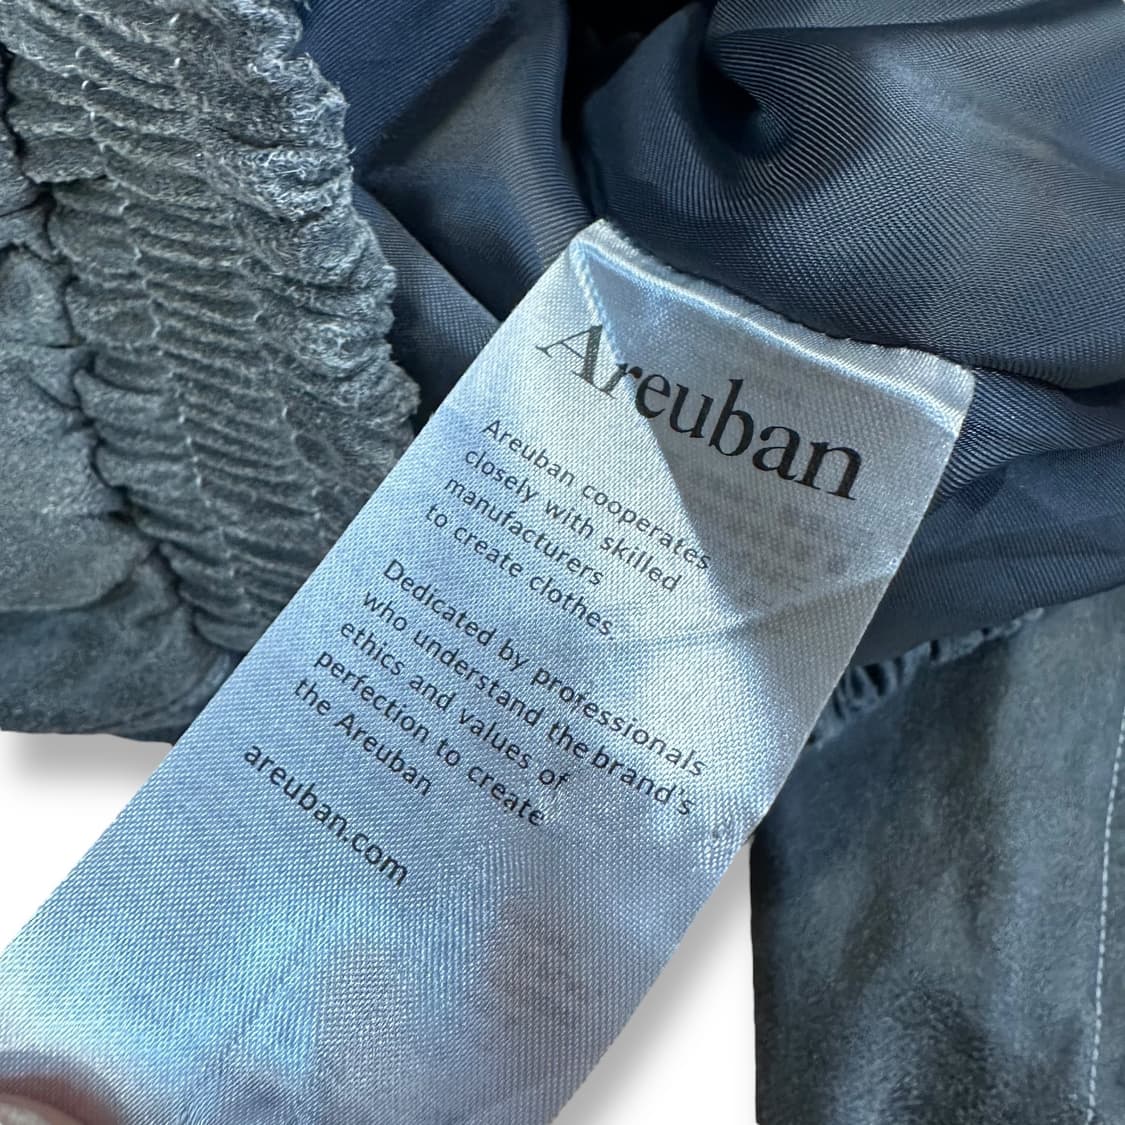 Areuban
Areuban cooperates
closely with skilled
manufacturers
to create clothes.
Dedicated by professionals
who understand the brand's
ethics and values of
perfection to create
the Areuban
areuban.com